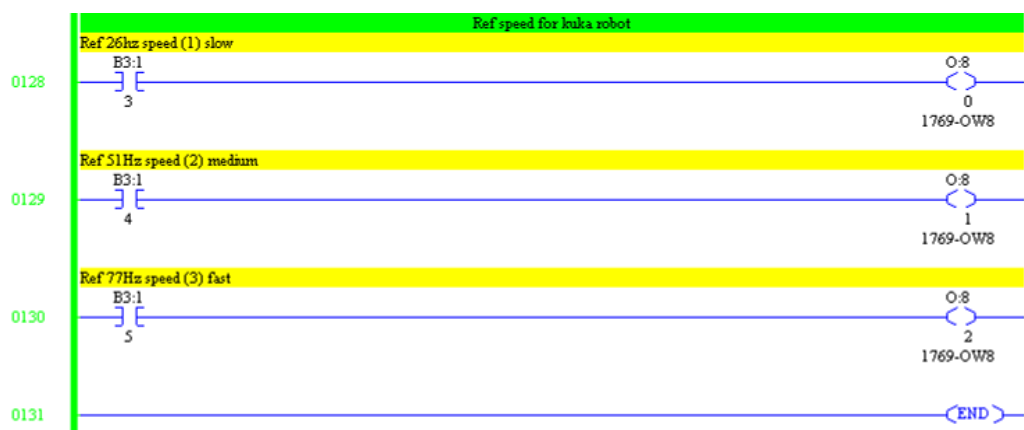 Ref speed for kuka robot
Ref 26hz speed (1) slow
B3:1 O:8
0128
3 0
1769-OW8
Ref 51Hz speed (2) medium
B3:1 O:8
0129
4 1
1769-OW8
Ref 77Hz speed (3) fast
B3:1 O:8
0130
5 2
1769-OW8
0131 END